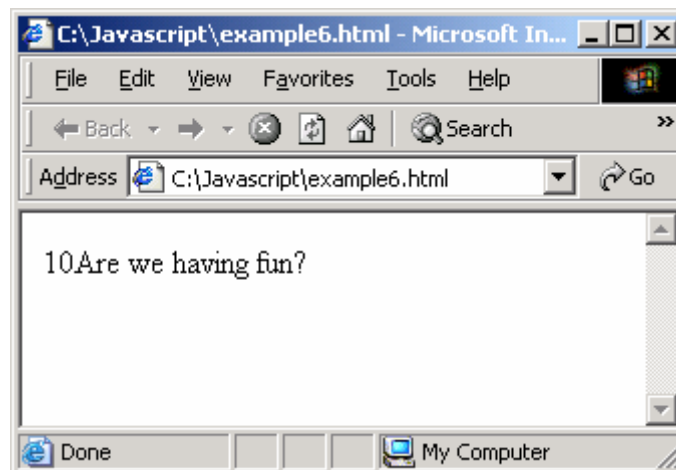 C:\Javascript\example6.html - Microsoft In...
File Edit View Favorites Tools Help
Back Search »
Address C:\Javascript\example6.html Go
10Are we having fun?
Done My Computer